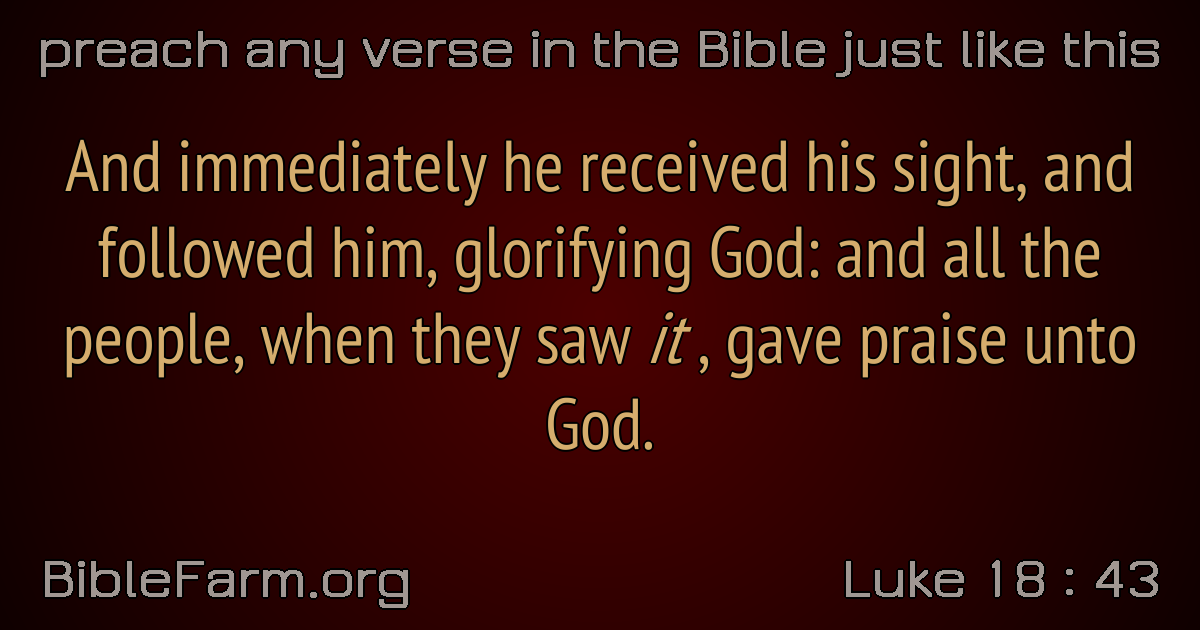 preach any verse in the Bible just like this
And immediately he received his sight, and
followed him, glorifying God: and all the
people, when they saw it , gave praise unto
God.
BibleFarm.org
Luke 18 : 43